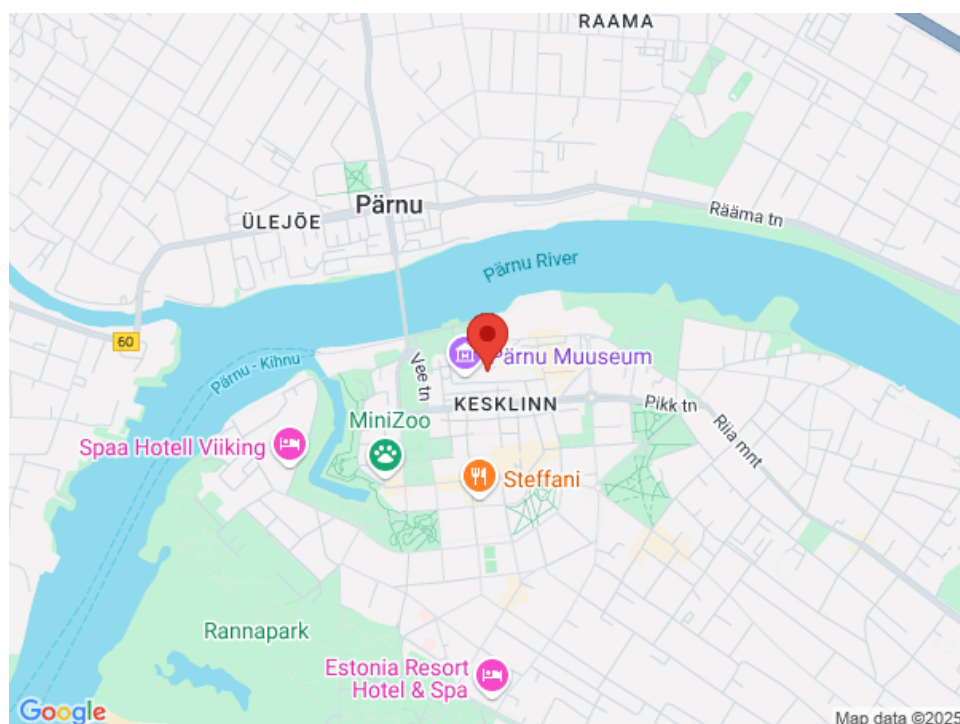 RAAMA
Pärnu
ÜLEJÕE
Rääma tn
Pärnu River
60
Pärnu - Kihnu
Vee tn
Pärnu Muuseum
KESKLINN
Pikk tn
Riia mnt
MiniZoo
Spaa Hotell Viiking
Steffani
Rannapark
Estonia Resort
Hotel & Spa
Google
Map data ©2025